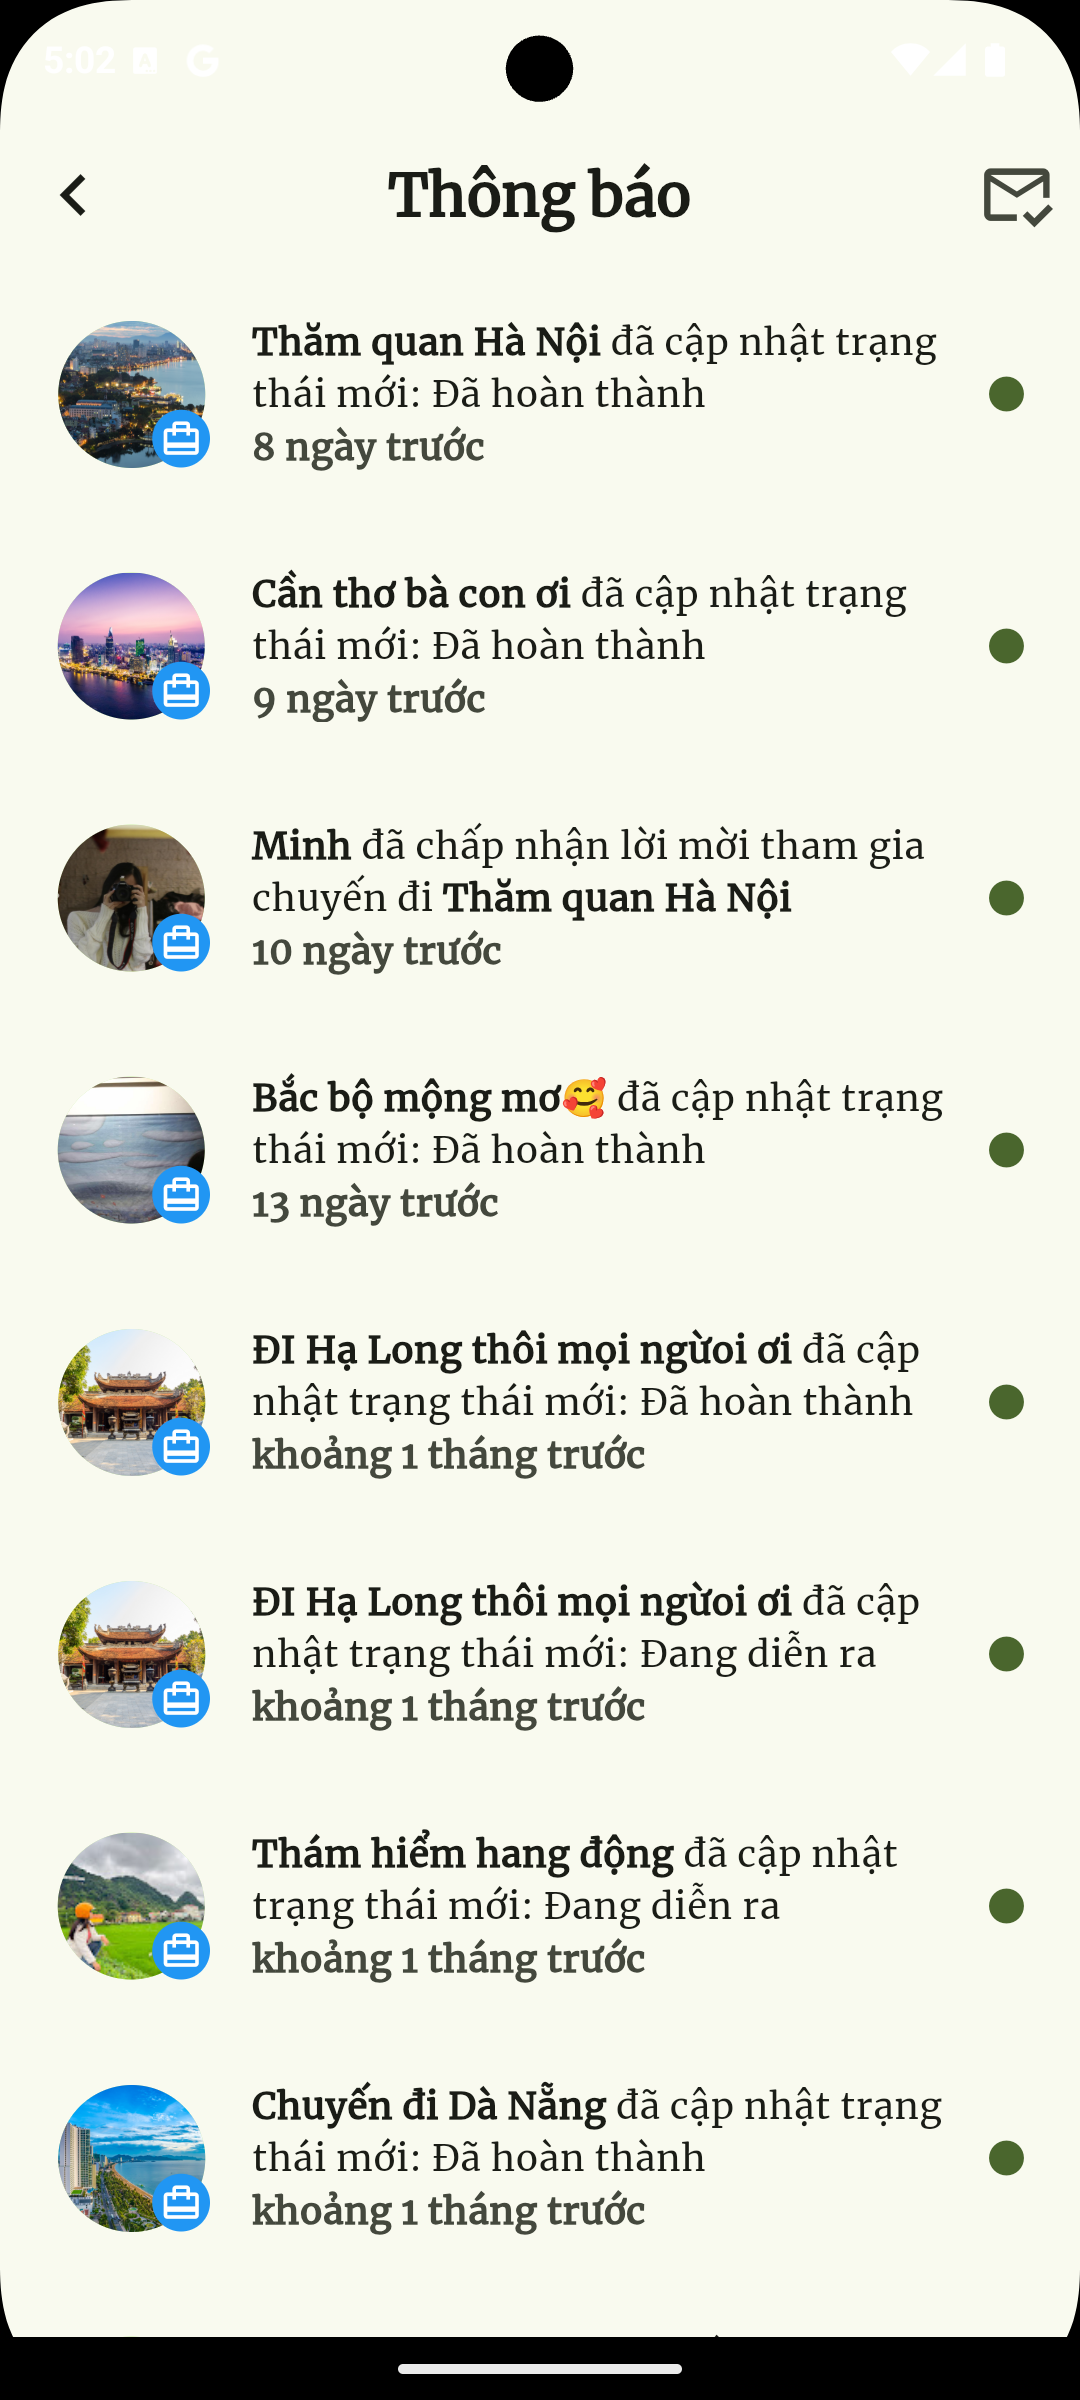 5:02
Thông báo
Thăm quan Hà Nội đã cập nhật trạng
thái mới: Đã hoàn thành
8 ngày trước
Cần thơ bà con ơi đã cập nhật trạng
thái mới: Đã hoàn thành
9 ngày trước
Minh đã chấp nhận lời mời tham gia
chuyến đi Thăm quan Hà Nội
10 ngày trước
Bắc bộ mộng mơ🥰 đã cập nhật trạng
thái mới: Đã hoàn thành
13 ngày trước
ĐI Hạ Long thôi mọi ngừoi ơi đã cập
nhật trạng thái mới: Đã hoàn thành
khoảng 1 tháng trước
ĐI Hạ Long thôi mọi ngừoi ơi đã cập
nhật trạng thái mới: Đang diễn ra
khoảng 1 tháng trước
Thám hiểm hang động đã cập nhật
trạng thái mới: Đang diễn ra
khoảng 1 tháng trước
Chuyến đi Dà Nẵng đã cập nhật trạng
thái mới: Đã hoàn thành
khoảng 1 tháng trước